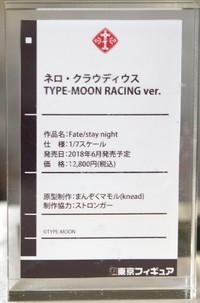 ネロ・クラウディウス
TYPE-MOON RACING ver.
作品名:Fate/stay night
仕　様:1/7スケール
発売日:2018年6月発売予定
価　格:12,800円(税込)
原型制作:まんぞくマモル(knead)
制作協力:ストロンガー
©TYPE-MOON
東京フィギュア